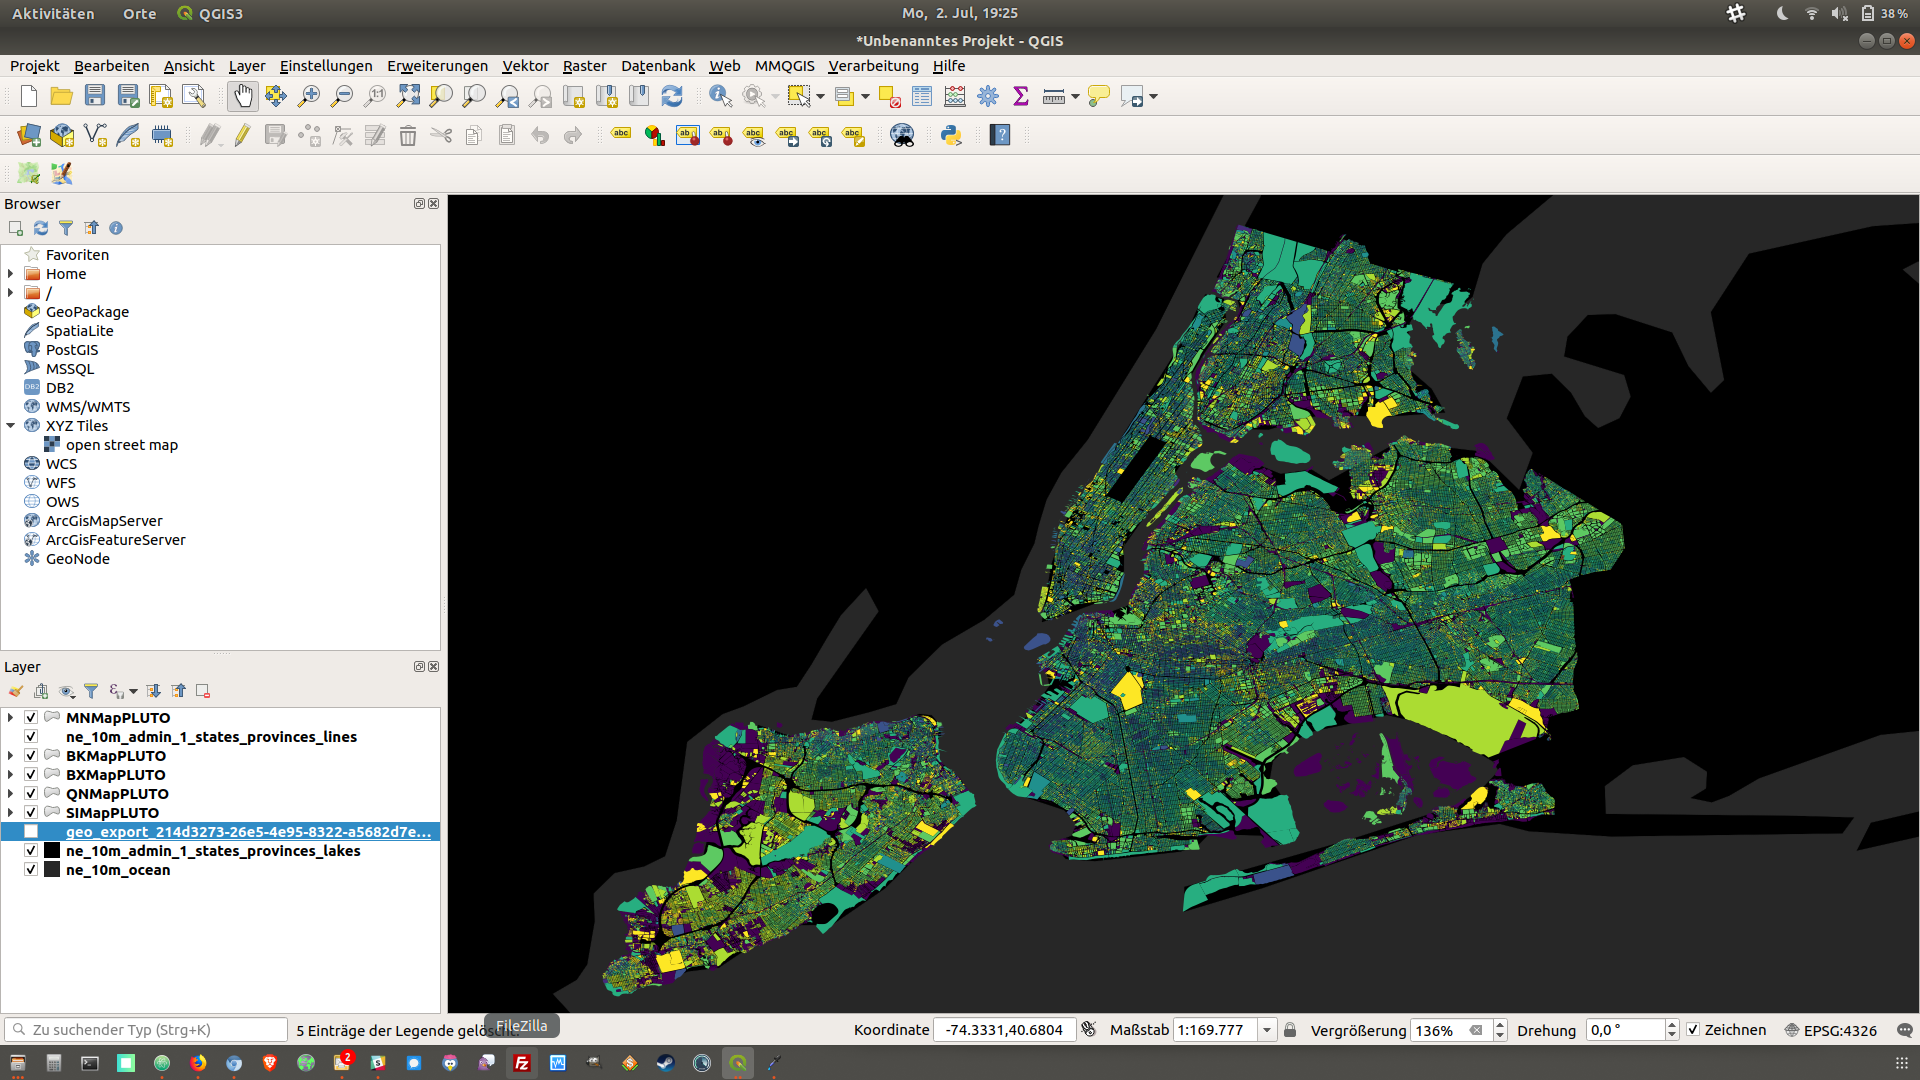 Aktivitäten Orte QGIS3 Mo, 2. Jul, 19:25 38 %
*Unbenanntes Projekt - QGIS
Projekt Bearbeiten Ansicht Layer Einstellungen Erweiterungen Vektor Raster Datenbank Web MMQGIS Verarbeitung Hilfe
Browser
Favoriten
Home
/
GeoPackage
SpatiaLite
PostGIS
MSSQL
DB2
WMS/WMTS
XYZ Tiles
open street map
WCS
WFS
OWS
ArcGisMapServer
ArcGisFeatureServer
GeoNode
Layer
MNMapPLUTO
ne_10m_admin_1_states_provinces_lines
BKMapPLUTO
BXMapPLUTO
QNMapPLUTO
SIMapPLUTO
geo_export_214d3273-26e5-4e95-8322-a5682d7e...
ne_10m_admin_1_states_provinces_lakes
ne_10m_ocean
Zu suchender Typ (Strg+K) 5 Einträge der Legende gelöscht. Koordinate -74.3331,40.6804 Maßstab 1:169.777 Vergrößerung 136% Drehung 0,0 ° Zeichnen EPSG:4326
FileZilla
2